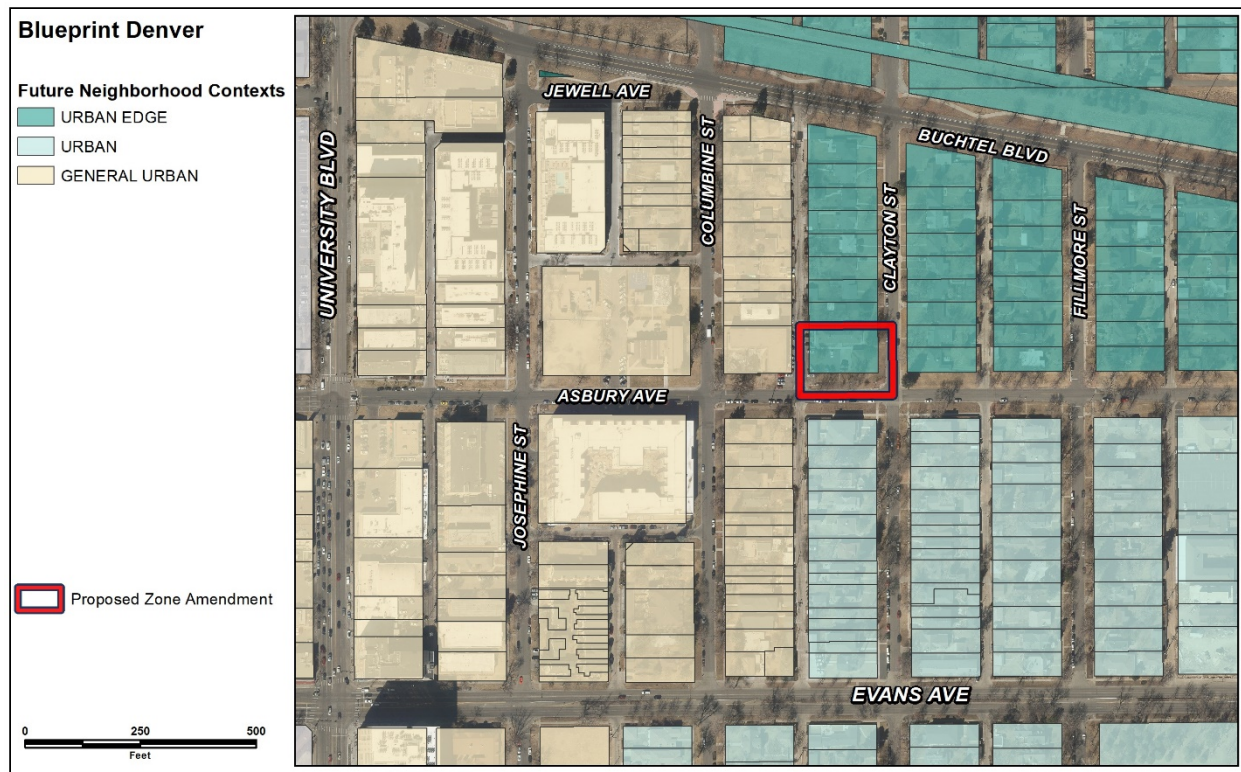 Blueprint Denver
Future Neighborhood Contexts
URBAN EDGE
URBAN
GENERAL URBAN
Proposed Zone Amendment
0 250 500
Feet
JEWELL AVE
BUCHTEL BLVD
UNIVERSITY BLVD
COLUMBINE ST
CLAYTON ST
FILLMORE ST
ASBURY AVE
JOSEPHINE ST
EVANS AVE